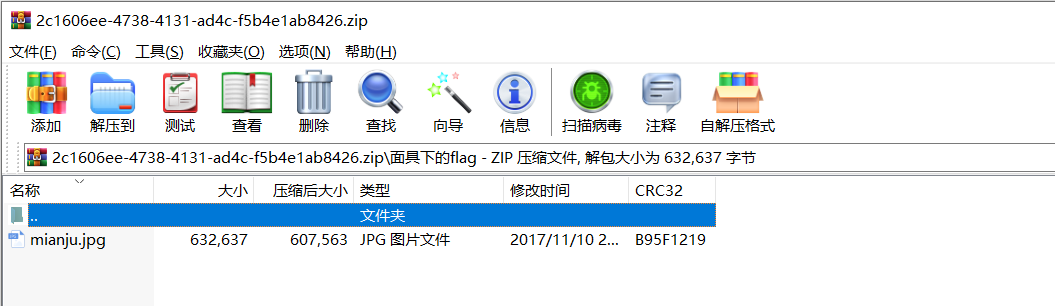 2c1606ee-4738-4131-ad4c-f5b4e1ab8426.zip
文件(F) 命令(C) 工具(S) 收藏夹(O) 选项(N) 帮助(H)
添加 解压到 测试 查看 删除 查找 向导 信息 扫描病毒 注释 自解压格式
2c1606ee-4738-4131-ad4c-f5b4e1ab8426.zip\面具下的flag - ZIP 压缩文件, 解包大小为 632,637 字节
名称 大小 压缩后大小 类型 修改时间 CRC32
.. 文件夹
mianju.jpg 632,637 607,563 JPG 图片文件 2017/11/10 2... B95F1219